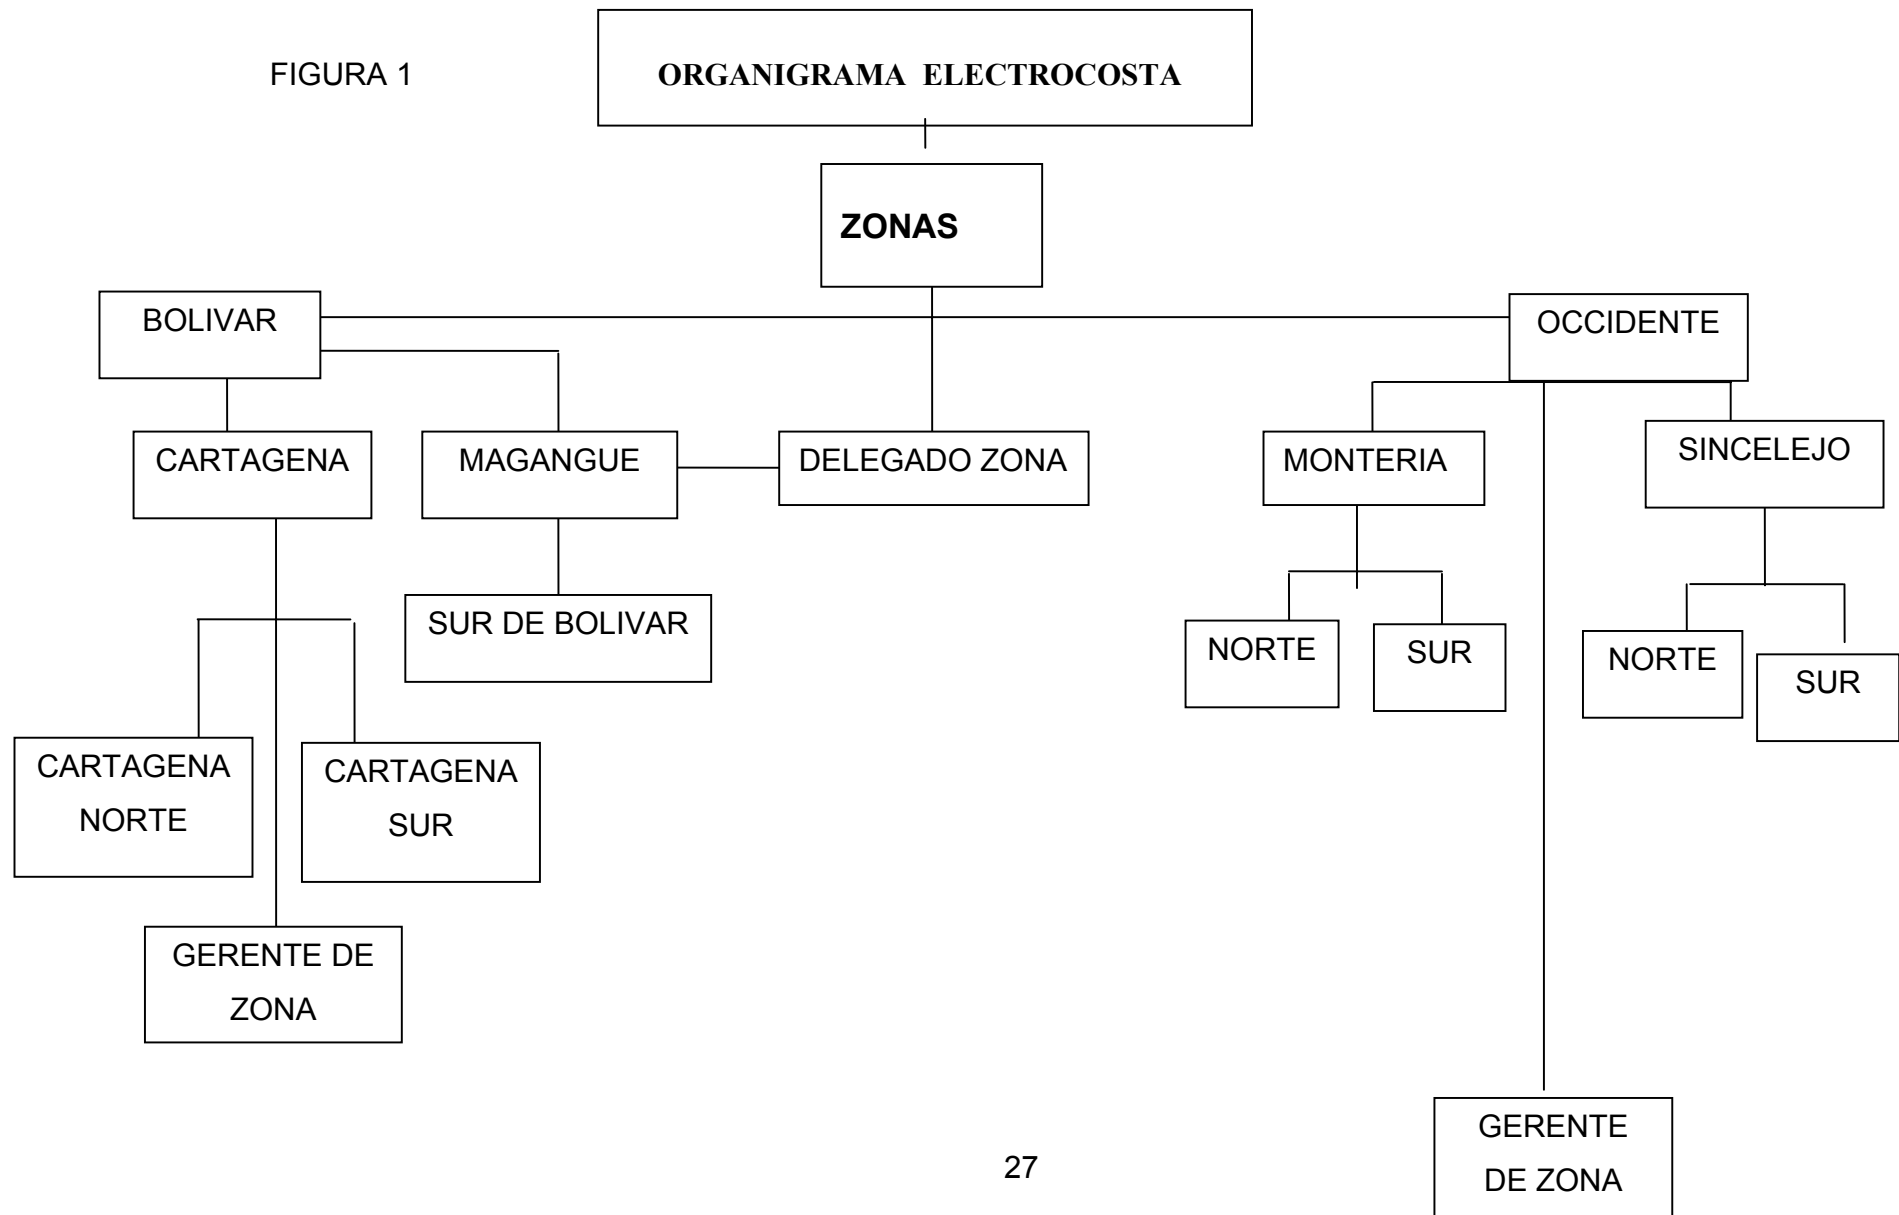 FIGURA 1
ORGANIGRAMA ELECTROCOSTA
ZONAS
BOLIVAR
OCCIDENTE
CARTAGENA
MAGANGUE
DELEGADO ZONA
MONTERIA
SINCELEJO
SUR DE BOLIVAR
NORTE
SUR
NORTE
SUR
CARTAGENA
NORTE
CARTAGENA
SUR
GERENTE DE
ZONA
GERENTE
DE ZONA
27